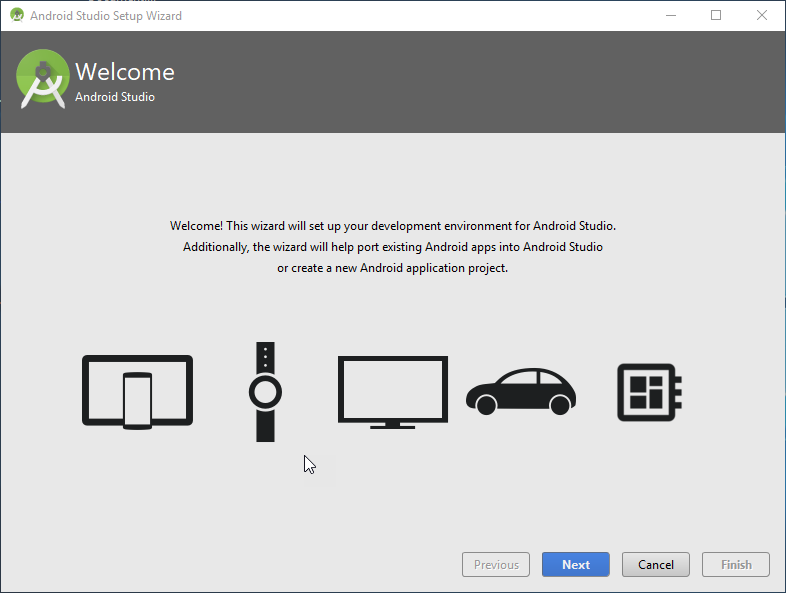 Android Studio Setup Wizard
Welcome
Android Studio
Welcome! This wizard will set up your development environment for Android Studio.
Additionally, the wizard will help port existing Android apps into Android Studio
or create a new Android application project.
Previous Next Cancel Finish